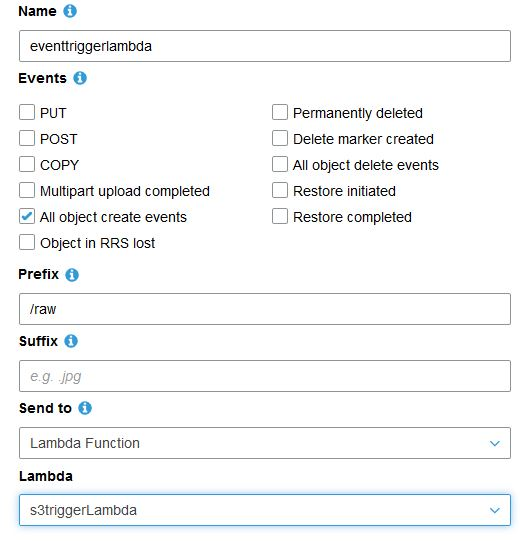 Name
eventtriggerlambda
Events
PUT
Permanently deleted
POST
Delete marker created
COPY
All object delete events
Multipart upload completed
Restore initiated
All object create events
Restore completed
Object in RRS lost
Prefix
/raw
Suffix
e.g. .jpg
Send to
Lambda Function
Lambda
s3triggerLambda